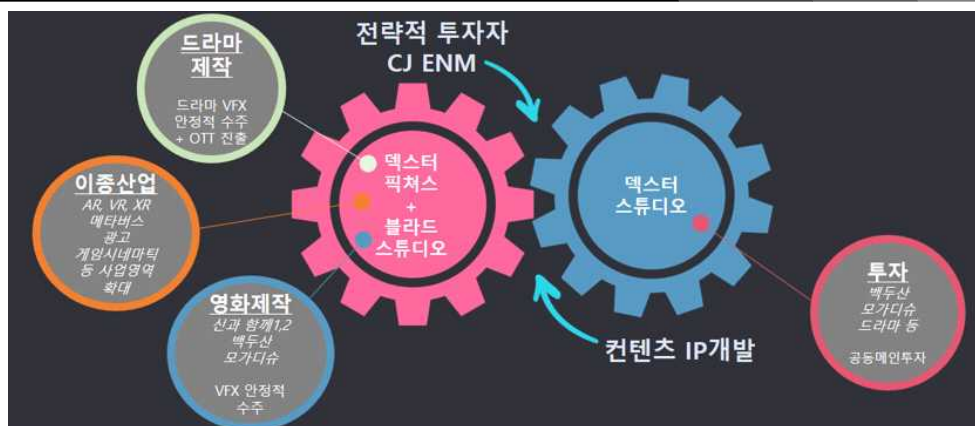 드라마
제작
드라마 VFX
안정적 수주
+ OTT 진출
전략적 투자자
CJ ENM
이종산업
AR, VR, XR
메타버스
광고
게임시네마틱
등 사업영역
확대
덱스터
픽쳐스
+
블라드
스튜디오
덱스터
스튜디오
영화제작
신과 함께1,2
백두산
모가디슈
VFX 안정적
수주
컨텐츠 IP개발
투자
백두산
모가디슈
드라마 등
공동메인투자